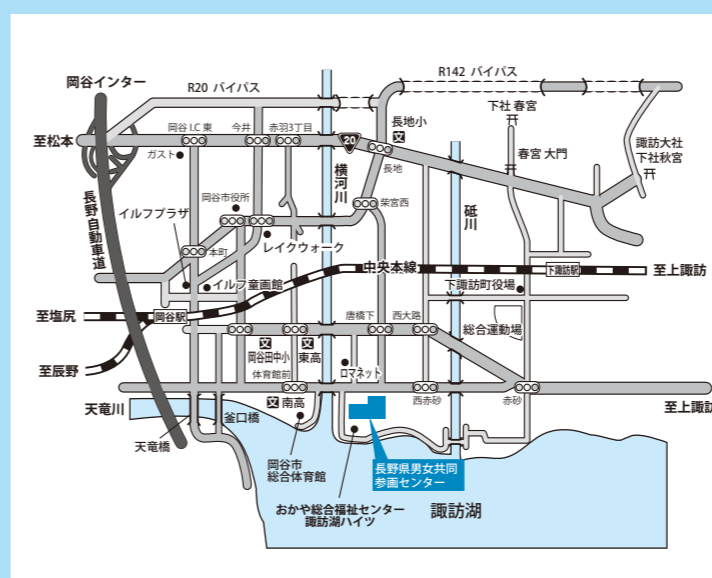 岡谷インター
R20 バイパス
R142 バイパス
下社 春宮
岡谷 I.C 東
今井
赤羽3丁目
20
長地小
文
至松本
ガスト
長地
春宮 大門
諏訪大社
下社秋宮
横河川
砥川
長野自動車道
岡谷市役所
柴宮西
イルフプラザ
本町
レイクウォーク
中央本線
下諏訪駅
至上諏訪
イルフ童画館
下諏訪町役場
至塩尻
岡谷駅
唐橋下
西大路
総合運動場
文
岡谷田中小
文
東高
至辰野
体育館前
ロマネット
天竜川
釜口橋
文 南高
西赤砂
赤砂
至上諏訪
天竜橋
岡谷市
総合体育館
長野県男女共同
参画センター
おかや総合福祉センター
諏訪湖ハイツ
諏訪湖